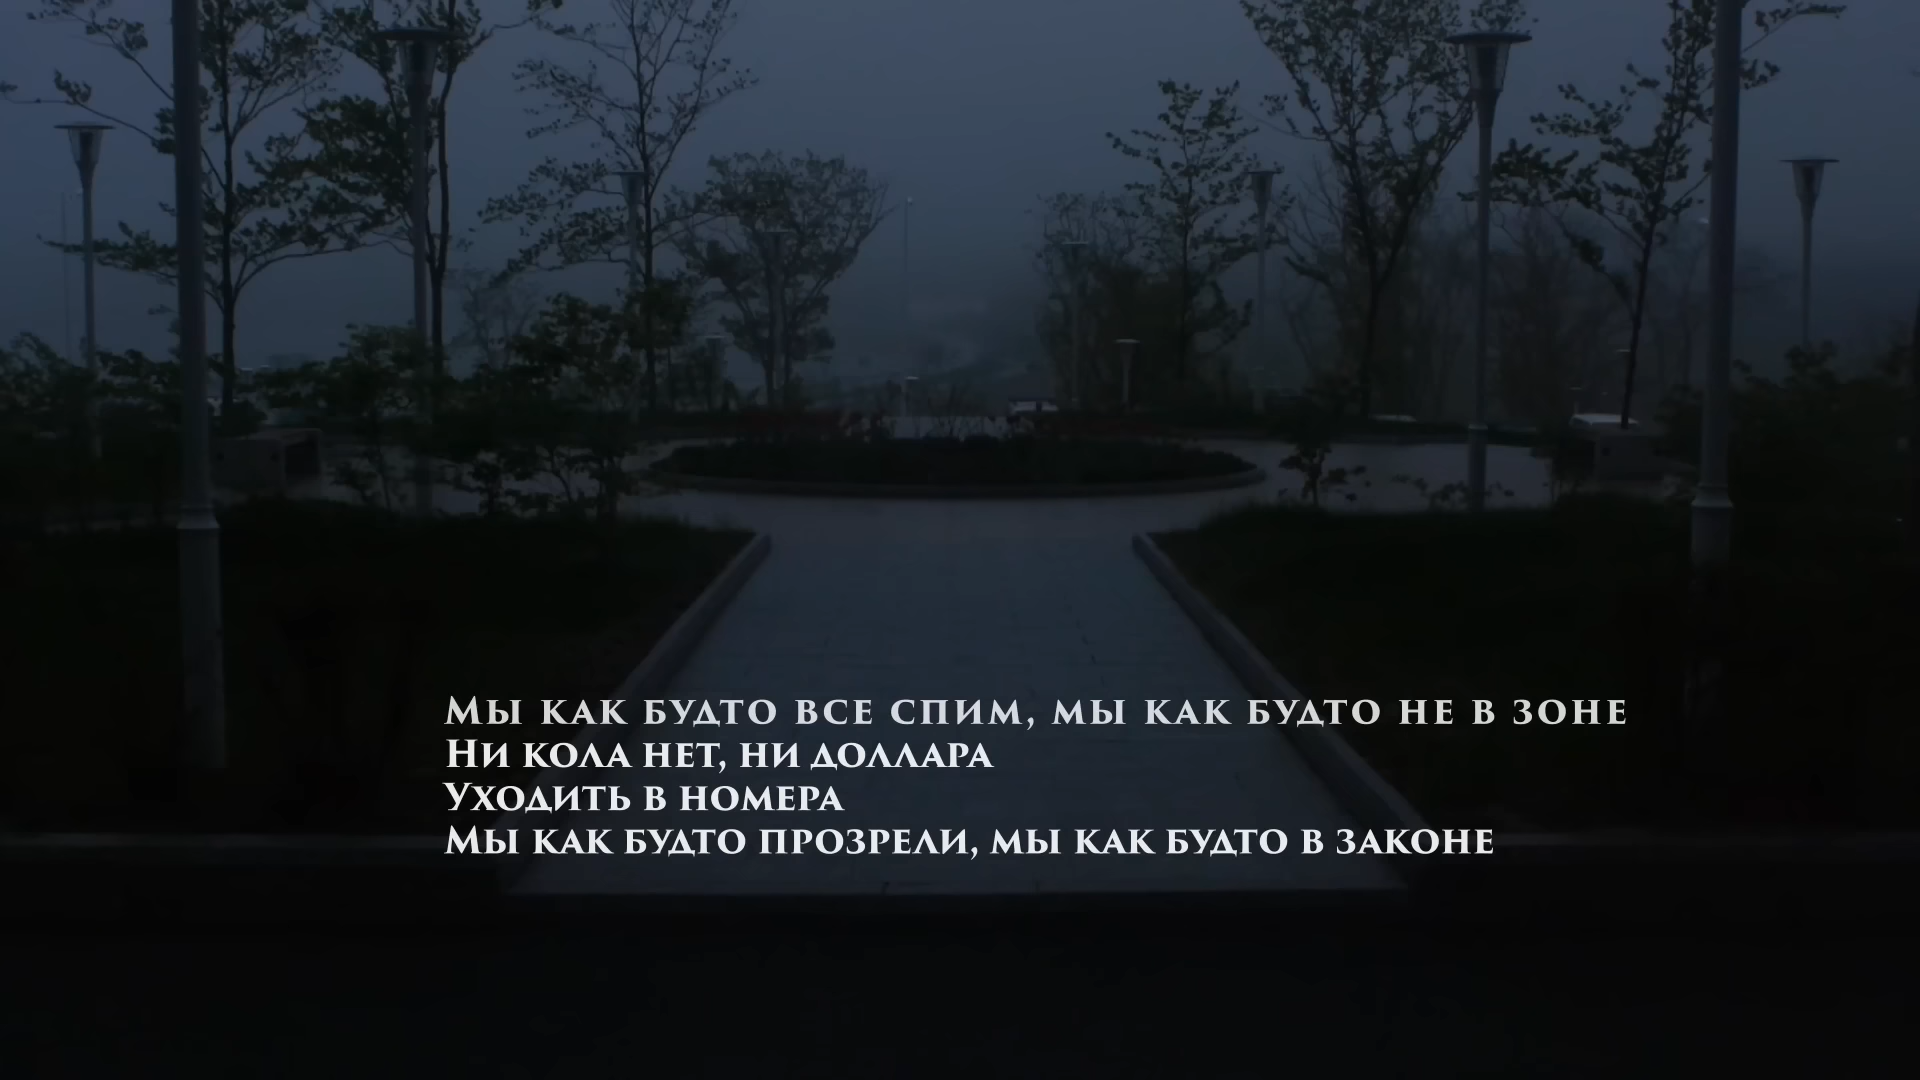 Мы как будто все спим, мы как будто не в зоне
Ни кола нет, ни доллара
Уходить в номера
Мы как будто прозрели, мы как будто в законе